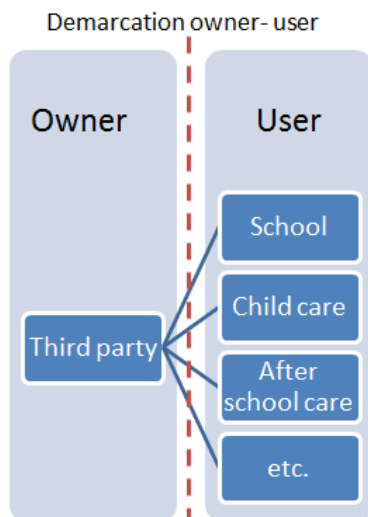 Demarcation owner- user
Owner
User
School
Child care
Third party
After
school care
etc.